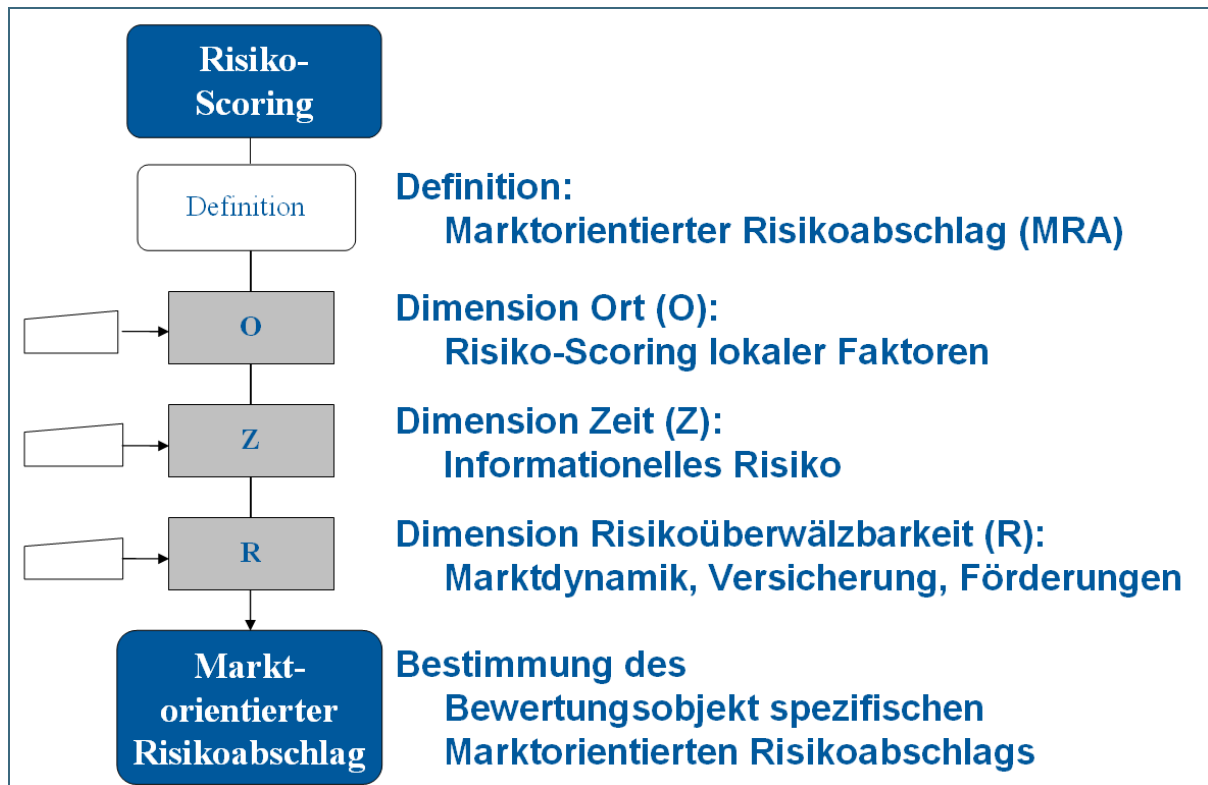 Risiko-
Scoring
Definition
Definition:
Marktorientierter Risikoabschlag (MRA)
O
Dimension Ort (O):
Risiko-Scoring lokaler Faktoren
Z
Dimension Zeit (Z):
Informationelles Risiko
R
Dimension Risikoüberwälzbarkeit (R):
Marktdynamik, Versicherung, Förderungen
Markt-
orientierter
Risikoabschlag
Bestimmung des
Bewertungsobjekt spezifischen
Marktorientierten Risikoabschlags